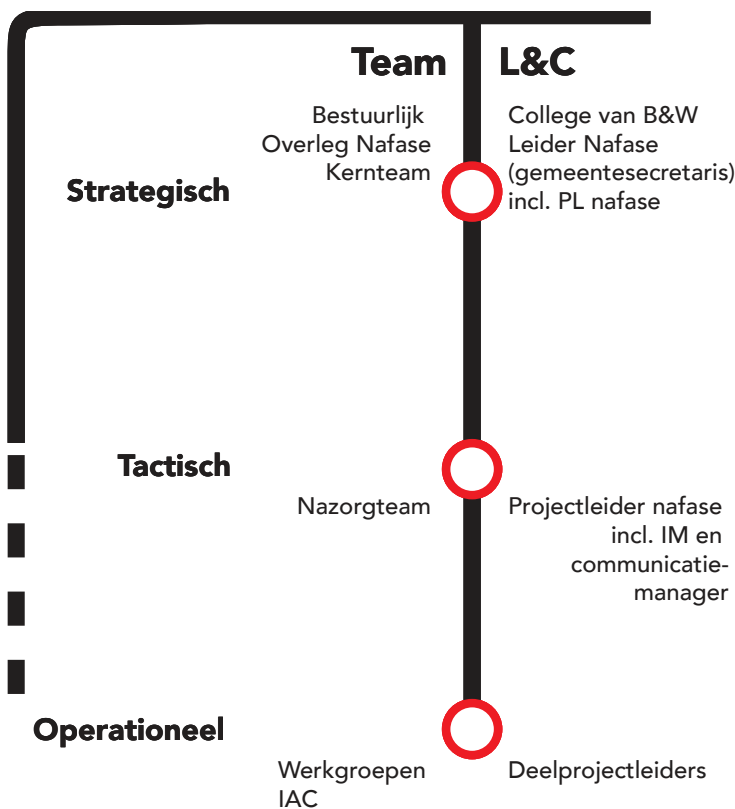 Team L&C
Bestuurlijk
Overleg Nafase
Kernteam
College van B&W
Leider Nafase
(gemeentesecretaris)
incl. PL nafase
Strategisch
Tactisch
Nazorgteam
Projectleider nafase
incl. IM en
communicatie-
manager
Operationeel
Werkgroepen
IAC
Deelprojectleiders